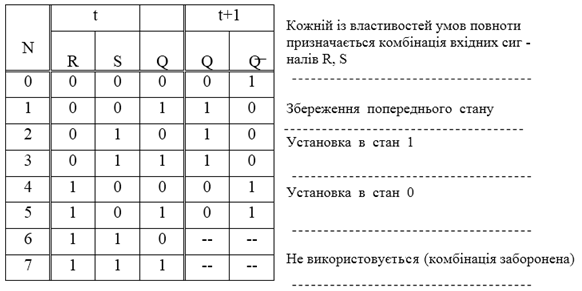 N t t+1
R S Q Q Q̅
0 0 0 0 0 1
1 0 0 1 1 0
2 0 1 0 1 0
3 0 1 1 1 0
4 1 0 0 0 1
5 1 0 1 0 1
6 1 1 0 -- --
7 1 1 1 -- --
Кожній із властивостей умов повноти
призначається комбінація вхідних сиг -
налів R, S
Збереження попереднього стану
Установка в стан 1
Установка в стан 0
Не використовується (комбінація заборонена)